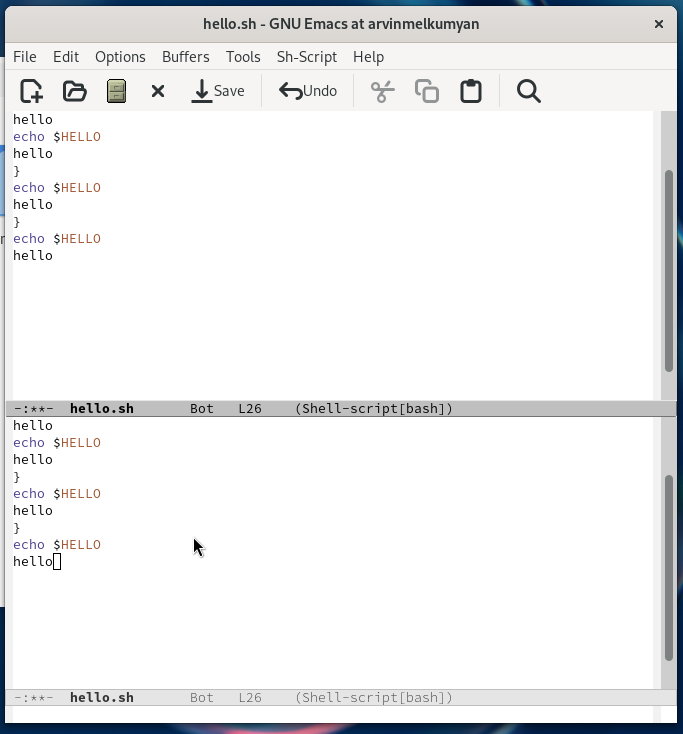 hello.sh - GNU Emacs at arvinmelkumyan
File Edit Options Buffers Tools Sh-Script Help
Save Undo
hello
echo $HELLO
hello
}
echo $HELLO
hello
}
echo $HELLO
hello
-:**- hello.sh Bot L26 (Shell-script[bash])
hello
echo $HELLO
hello
}
echo $HELLO
hello
}
echo $HELLO
hello
-:**- hello.sh Bot L26 (Shell-script[bash])